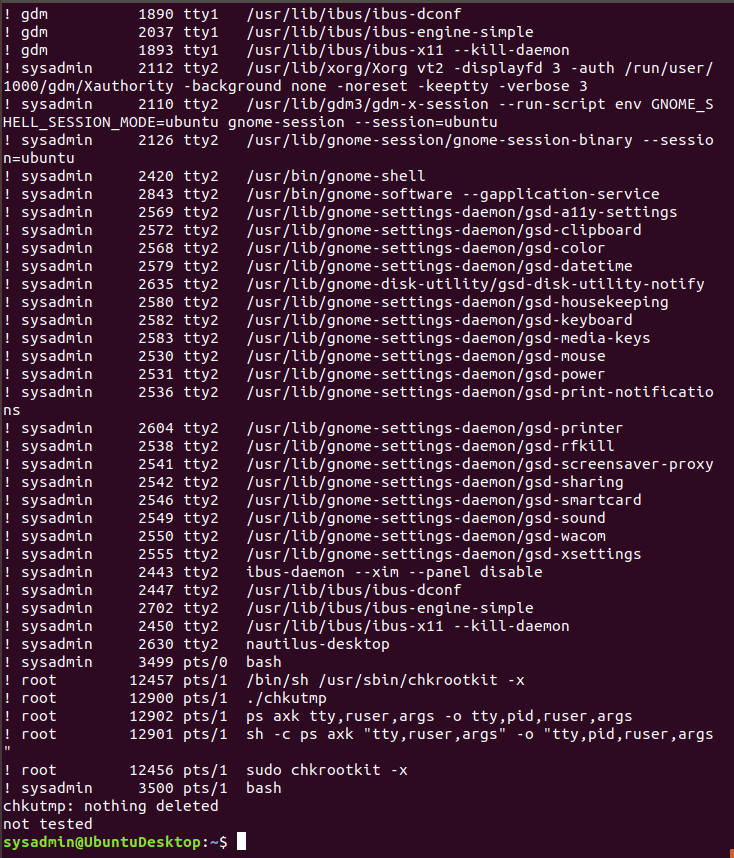 ! gdm          1890 tty1   /usr/lib/ibus/ibus-dconf
! gdm          2037 tty1   /usr/lib/ibus/ibus-engine-simple
! gdm          1893 tty1   /usr/lib/ibus/ibus-x11 --kill-daemon
! sysadmin     2112 tty2   /usr/lib/xorg/Xorg vt2 -displayfd 3 -auth /run/user/
1000/gdm/Xauthority -background none -noreset -keeptty -verbose 3
! sysadmin     2110 tty2   /usr/lib/gdm3/gdm-x-session --run-script env GNOME_S
HELL_SESSION_MODE=ubuntu gnome-session --session=ubuntu
! sysadmin     2126 tty2   /usr/lib/gnome-session/gnome-session-binary --sessio
n=ubuntu
! sysadmin     2420 tty2   /usr/bin/gnome-shell
! sysadmin     2843 tty2   /usr/bin/gnome-software --gapplication-service
! sysadmin     2569 tty2   /usr/lib/gnome-settings-daemon/gsd-a11y-settings
! sysadmin     2572 tty2   /usr/lib/gnome-settings-daemon/gsd-clipboard
! sysadmin     2568 tty2   /usr/lib/gnome-settings-daemon/gsd-color
! sysadmin     2579 tty2   /usr/lib/gnome-settings-daemon/gsd-datetime
! sysadmin     2635 tty2   /usr/lib/gnome-disk-utility/gsd-disk-utility-notify
! sysadmin     2580 tty2   /usr/lib/gnome-settings-daemon/gsd-housekeeping
! sysadmin     2582 tty2   /usr/lib/gnome-settings-daemon/gsd-keyboard
! sysadmin     2583 tty2   /usr/lib/gnome-settings-daemon/gsd-media-keys
! sysadmin     2530 tty2   /usr/lib/gnome-settings-daemon/gsd-mouse
! sysadmin     2531 tty2   /usr/lib/gnome-settings-daemon/gsd-power
! sysadmin     2536 tty2   /usr/lib/gnome-settings-daemon/gsd-print-notificatio
ns
! sysadmin     2604 tty2   /usr/lib/gnome-settings-daemon/gsd-printer
! sysadmin     2538 tty2   /usr/lib/gnome-settings-daemon/gsd-rfkill
! sysadmin     2541 tty2   /usr/lib/gnome-settings-daemon/gsd-screensaver-proxy
! sysadmin     2542 tty2   /usr/lib/gnome-settings-daemon/gsd-sharing
! sysadmin     2546 tty2   /usr/lib/gnome-settings-daemon/gsd-smartcard
! sysadmin     2549 tty2   /usr/lib/gnome-settings-daemon/gsd-sound
! sysadmin     2550 tty2   /usr/lib/gnome-settings-daemon/gsd-wacom
! sysadmin     2555 tty2   /usr/lib/gnome-settings-daemon/gsd-xsettings
! sysadmin     2443 tty2   ibus-daemon --xim --panel disable
! sysadmin     2447 tty2   /usr/lib/ibus/ibus-dconf
! sysadmin     2702 tty2   /usr/lib/ibus/ibus-engine-simple
! sysadmin     2450 tty2   /usr/lib/ibus/ibus-x11 --kill-daemon
! sysadmin     2630 tty2   nautilus-desktop
! sysadmin     3499 pts/0  bash
! root        12457 pts/1  /bin/sh /usr/sbin/chkrootkit -x
! root        12900 pts/1  ./chkutmp
! root        12902 pts/1  ps axk tty,ruser,args -o tty,pid,ruser,args
! root        12901 pts/1  sh -c ps axk "tty,ruser,args" -o "tty,pid,ruser,args
"
! root        12456 pts/1  sudo chkrootkit -x
! sysadmin     3500 pts/1  bash
chkutmp: nothing deleted
not tested
sysadmin@UbuntuDesktop:~$